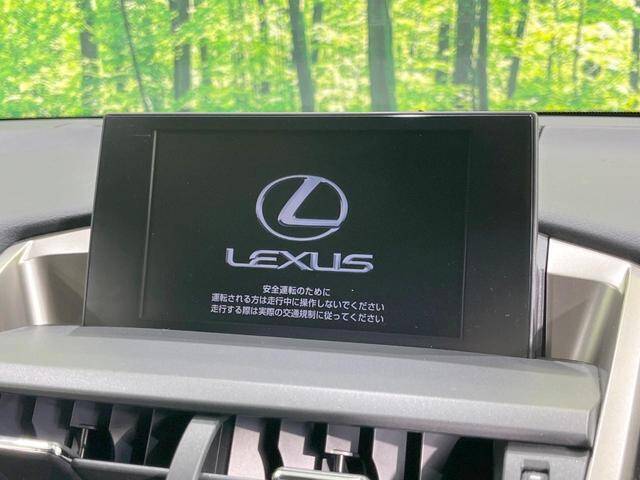 LEXUS
安全運転のために
運転される方は走行中に操作しないでください
走行する際は実際の交通規制に従ってください